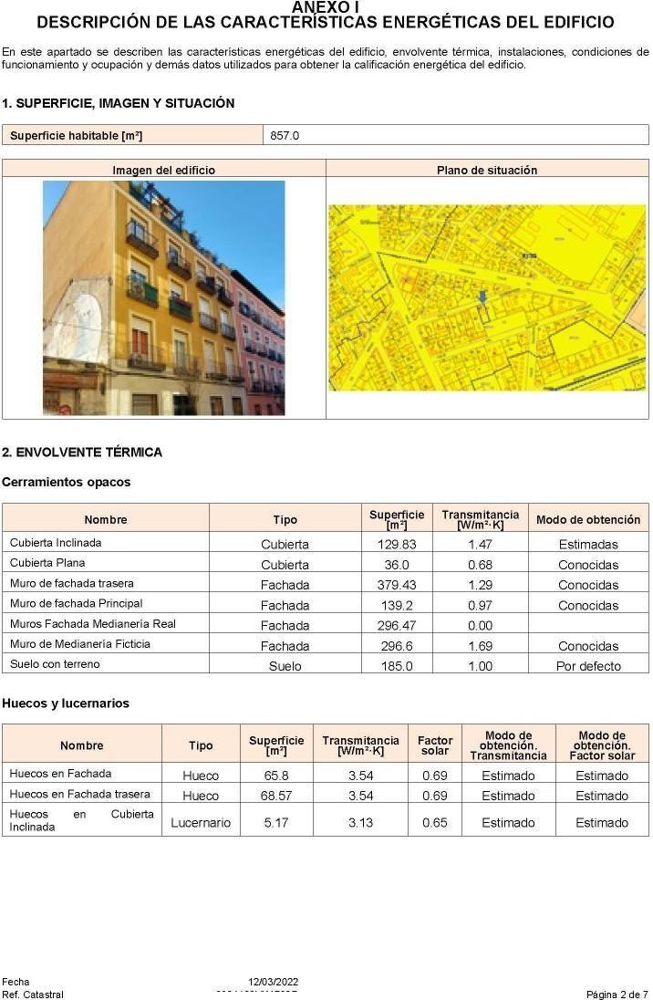 ANEXO I
DESCRIPCIÓN DE LAS CARACTERÍSTICAS ENERGÉTICAS DEL EDIFICIO
En este apartado se describen las características energéticas del edificio, envolvente térmica, instalaciones, condiciones de
funcionamiento y ocupación y demás datos utilizados para obtener la calificación energética del edificio.
1. SUPERFICIE, IMAGEN Y SITUACIÓN
Superficie habitable [m²] 857.0
Imagen del edificio Plano de situación
2. ENVOLVENTE TÉRMICA
Cerramientos opacos
Nombre Tipo Superficie [m²] Transmitancia [W/m²·K] Modo de obtención
Cubierta Inclinada Cubierta 129.83 1.47 Estimadas
Cubierta Plana Cubierta 36.0 0.68 Conocidas
Muro de fachada trasera Fachada 379.43 1.29 Conocidas
Muro de fachada Principal Fachada 139.2 0.97 Conocidas
Muros Fachada Medianería Real Fachada 296.47 0.00
Muro de Medianería Ficticia Fachada 296.6 1.69 Conocidas
Suelo con terreno Suelo 185.0 1.00 Por defecto
Huecos y lucernarios
Nombre Tipo Superficie [m²] Transmitancia [W/m²·K] Factor solar Modo de obtención. Transmitancia Modo de obtención. Factor solar
Huecos en Fachada Hueco 65.8 3.54 0.69 Estimado Estimado
Huecos en Fachada trasera Hueco 68.57 3.54 0.69 Estimado Estimado
Huecos en Cubierta Inclinada Lucernario 5.17 3.13 0.65 Estimado Estimado
Fecha 12/03/2022
Ref. Catastral
Página 2 de 7